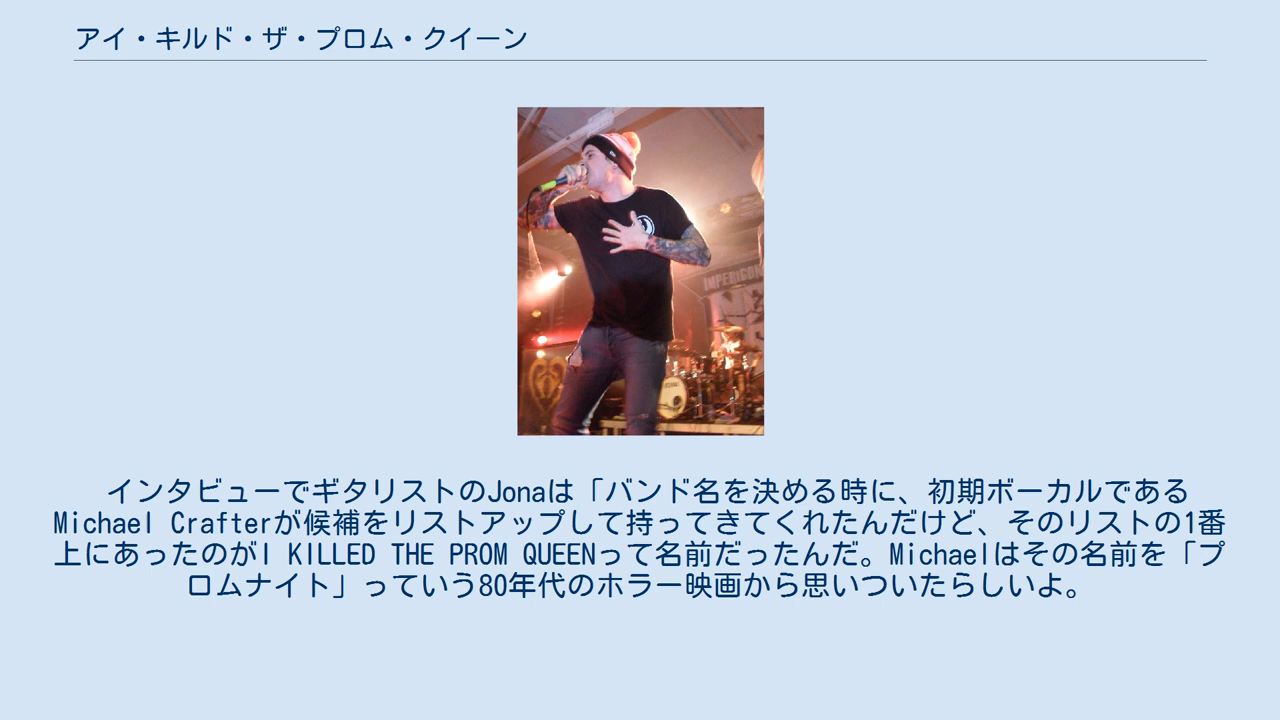 アイ・キルド・ザ・プロム・クイーン
IMPERICON
インタビューでギタリストのJonaは「バンド名を決める時に、初期ボーカルである
Michael Crafterが候補をリストアップして持ってきてくれたんだけど、そのリストの1番
上にあったのがI KILLED THE PROM QUEENって名前だったんだ。Michaelはその名前を「プ
ロムナイト」っていう80年代のホラー映画から思いついたらしいよ。